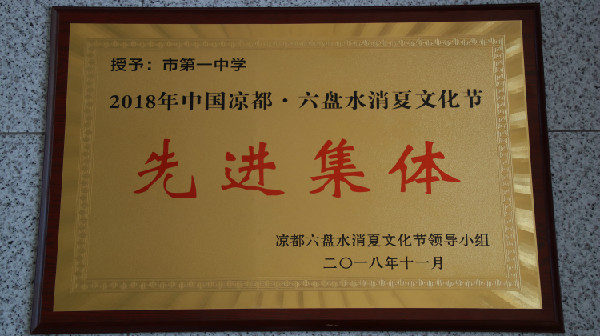 授予：市第一中学
2018年中国凉都·六盘水消夏文化节
先进集体
凉都六盘水消夏文化节领导小组
二〇一八年十一月